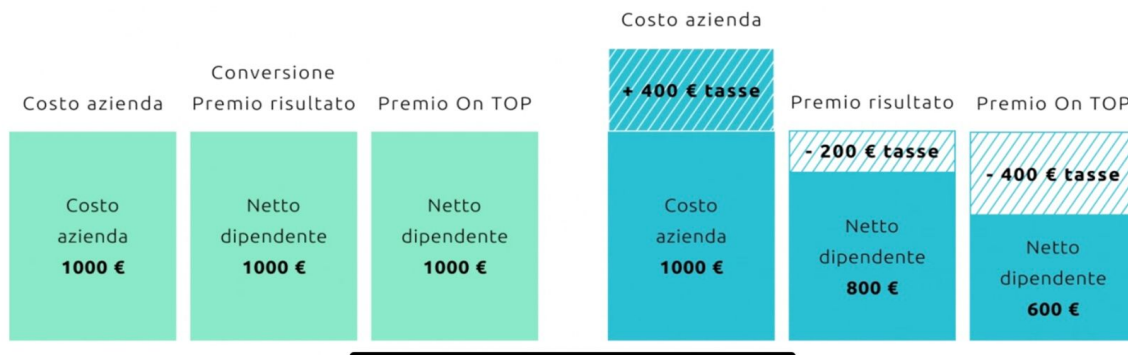 Costo azienda
Conversione
Premio risultato
Premio On TOP
Costo
azienda
1000 €
Netto
dipendente
1000 €
Netto
dipendente
1000 €
Costo azienda
+ 400 € tasse
Premio risultato
- 200 € tasse
Premio On TOP
- 400 € tasse
Costo
azienda
1000 €
Netto
dipendente
800 €
Netto
dipendente
600 €